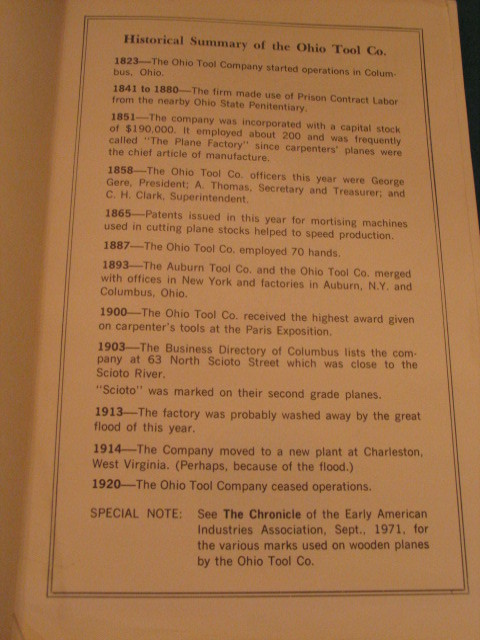 Historical Summary of the Ohio Tool Co.
1823—The Ohio Tool Company started operations in Colum-
bus, Ohio.
1841 to 1880—The firm made use of Prison Contract Labor
from the nearby Ohio State Penitentiary.
1851—The company was incorporated with a capital stock
of $190,000. It employed about 200 and was frequently
called "The Plane Factory" since carpenters' planes were
the chief article of manufacture.
1858—The Ohio Tool Co. officers this year were George
Gere, President; A. Thomas, Secretary and Treasurer; and
C. H. Clark, Superintendent.
1865—Patents issued in this year for mortising machines
used in cutting plane stocks helped to speed production.
1887—The Ohio Tool Co. employed 70 hands.
1893—The Auburn Tool Co. and the Ohio Tool Co. merged
with offices in New York and factories in Auburn, N.Y. and
Columbus, Ohio.
1900—The Ohio Tool Co. received the highest award given
on carpenter's tools at the Paris Exposition.
1903—The Business Directory of Columbus lists the com-
pany at 63 North Scioto Street which was close to the
Scioto River.
"Scioto" was marked on their second grade planes.
1913—The factory was probably washed away by the great
flood of this year.
1914—The Company moved to a new plant at Charleston,
West Virginia. (Perhaps, because of the flood.)
1920—The Ohio Tool Company ceased operations.
SPECIAL NOTE: See The Chronicle of the Early American
Industries Association, Sept., 1971, for
the various marks used on wooden planes
by the Ohio Tool Co.